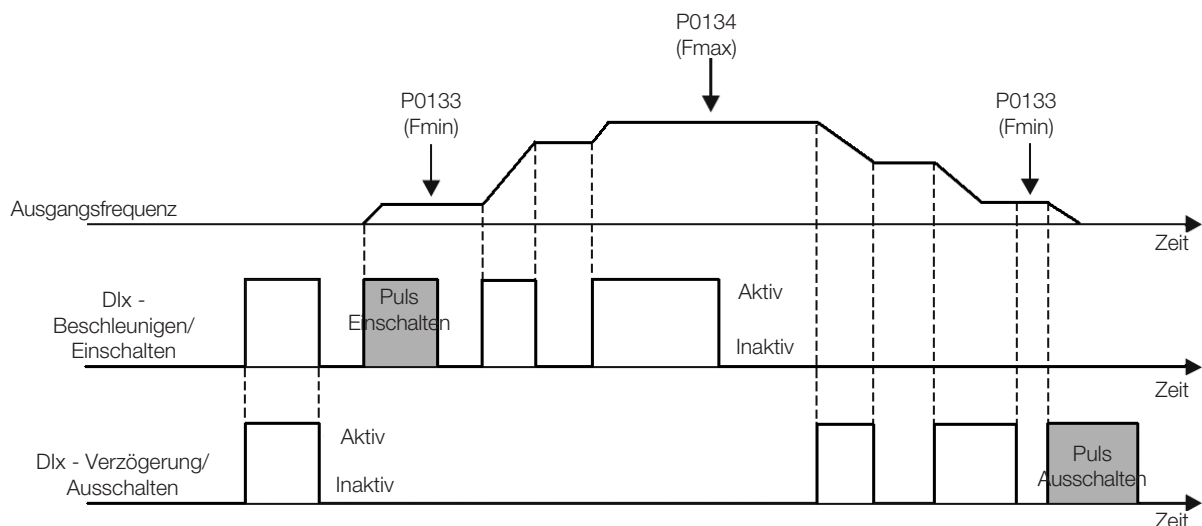 P0134
(Fmax)
P0133
(Fmin)
P0133
(Fmin)
Ausgangsfrequenz
Zeit
DIx -
Beschleunigen/
Einschalten
Puls
Einschalten
Aktiv
Inaktiv
Zeit
DIx - Verzögerung/
Ausschalten
Aktiv
Inaktiv
Puls
Ausschalten
Zeit